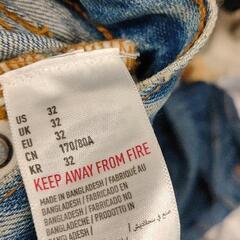 US 32
UK 32
EU 32
CN 170/80A
KR 32
KEEP AWAY FROM FIRE
MADE IN BANGLADESH / FABRIQUÉ AU
BANGLADESH / FABRICADO EN
BANGLADESH / FABRICADO NO
BANGLADECHE / PRODOTTO IN
BANGLADESH /